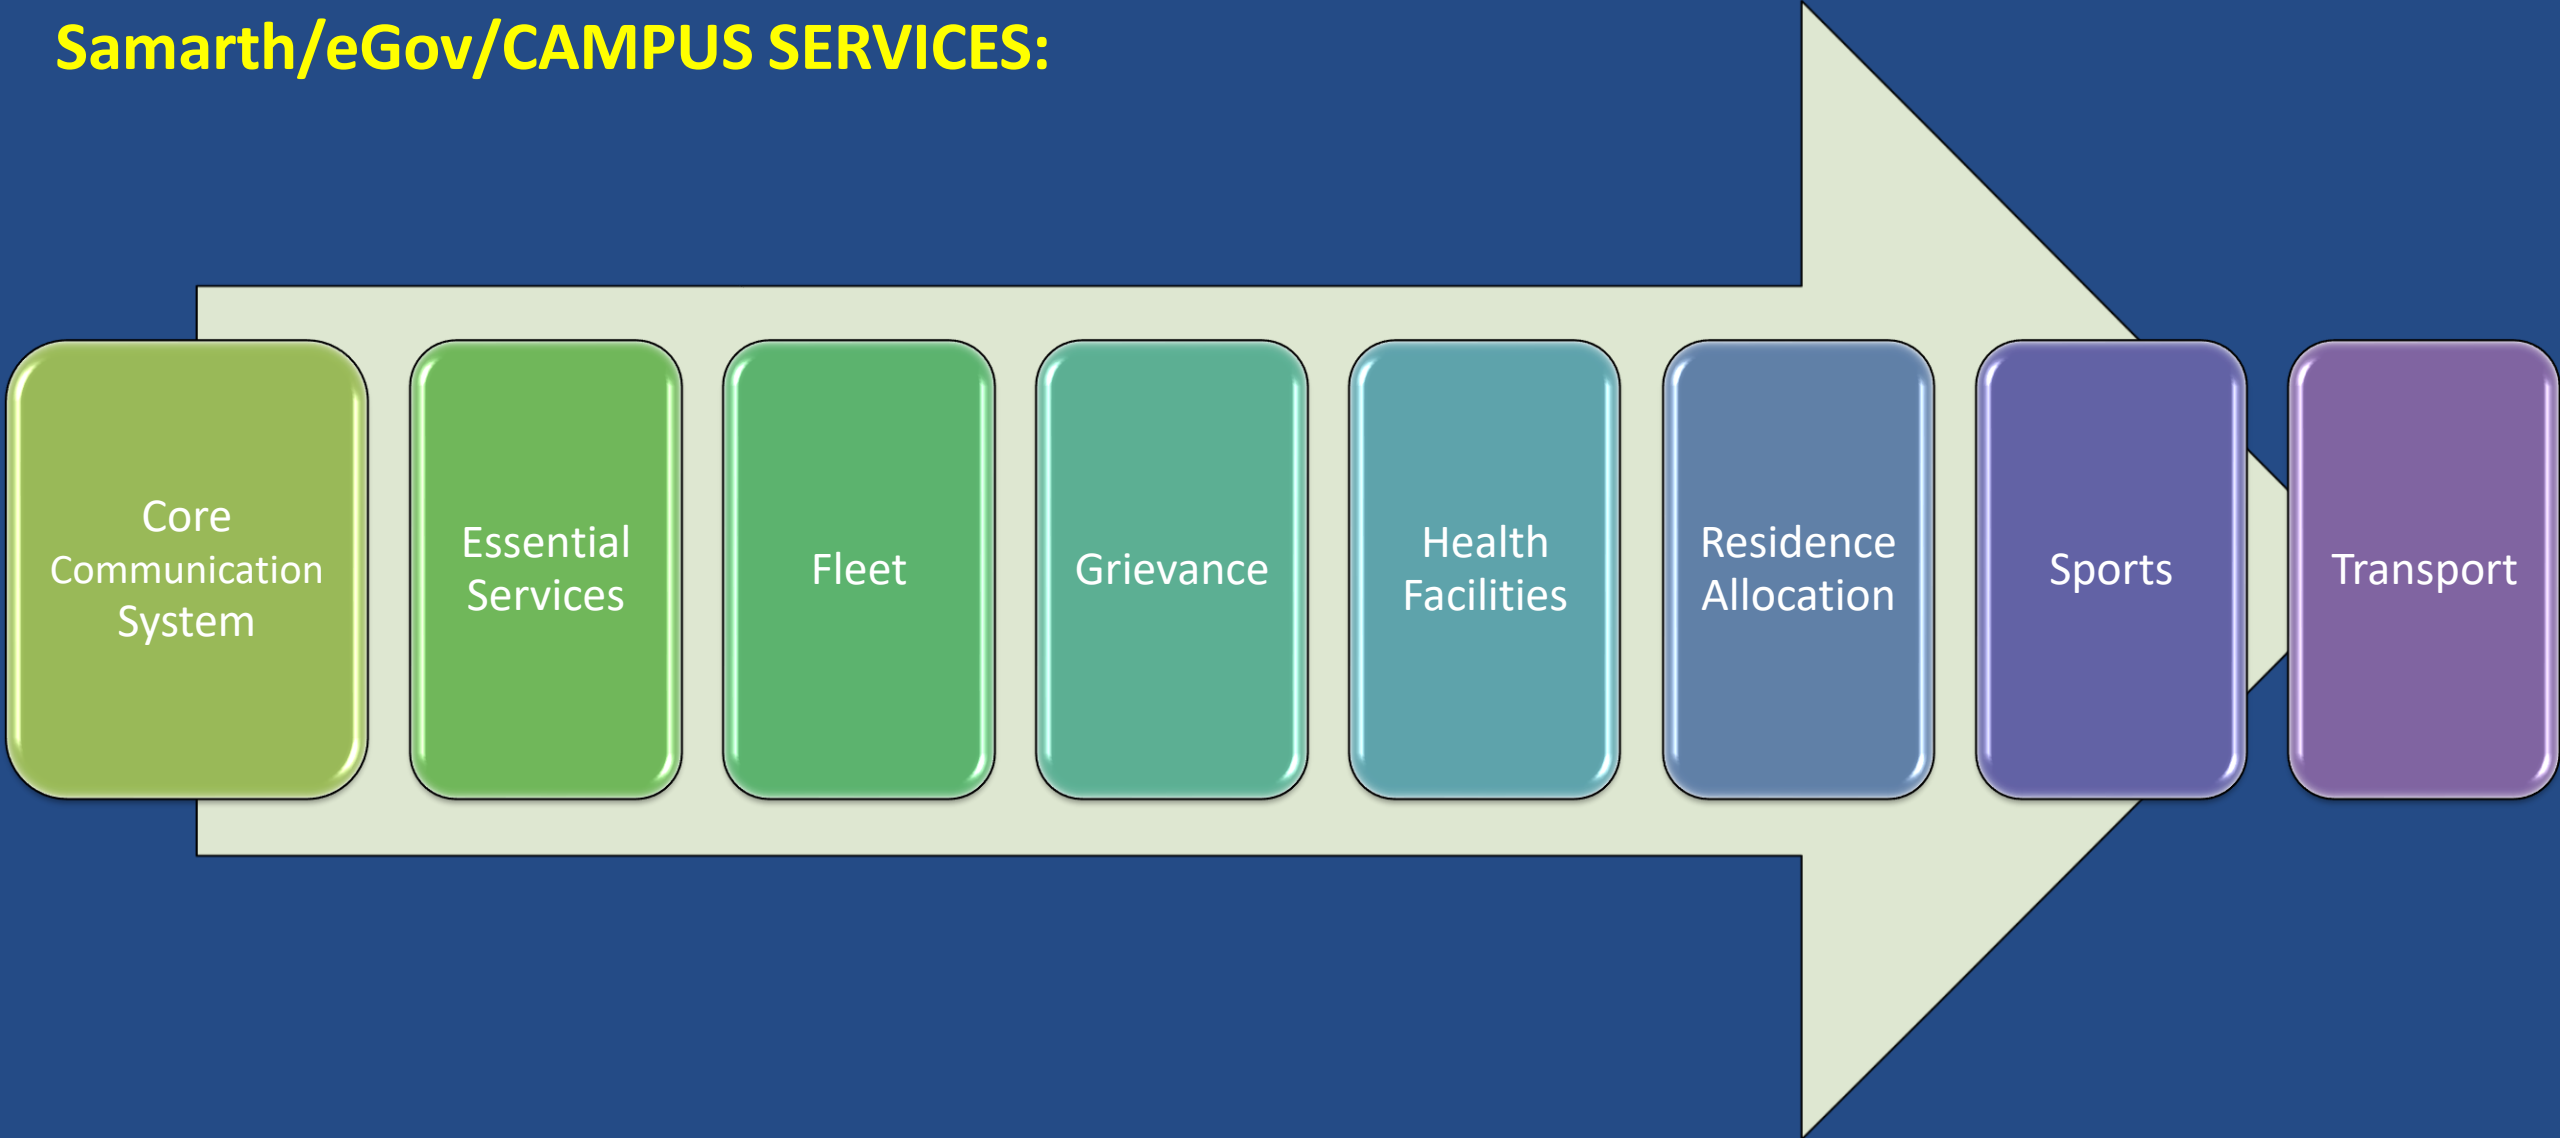 Samarth/eGov/CAMPUS SERVICES:
Core
Communication
System
Essential
Services
Fleet
Grievance
Health
Facilities
Residence
Allocation
Sports
Transport